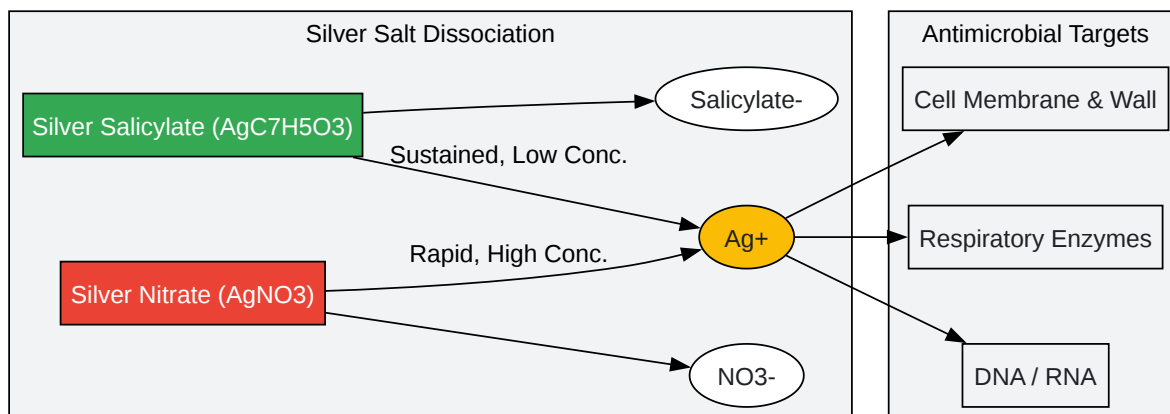 Silver Salt Dissociation
Antimicrobial Targets
Silver Salicylate (AgC7H5O3)
Salicylate-
Cell Membrane & Wall
Sustained, Low Conc.
Ag+
Respiratory Enzymes
Rapid, High Conc.
Silver Nitrate (AgNO3)
NO3-
DNA / RNA